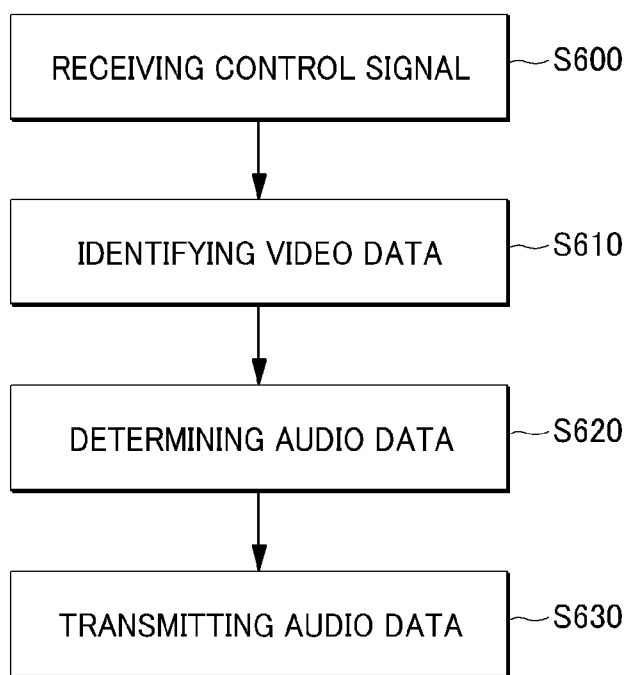 RECEIVING CONTROL SIGNAL S600
IDENTIFYING VIDEO DATA S610
DETERMINING AUDIO DATA S620
TRANSMITTING AUDIO DATA S630